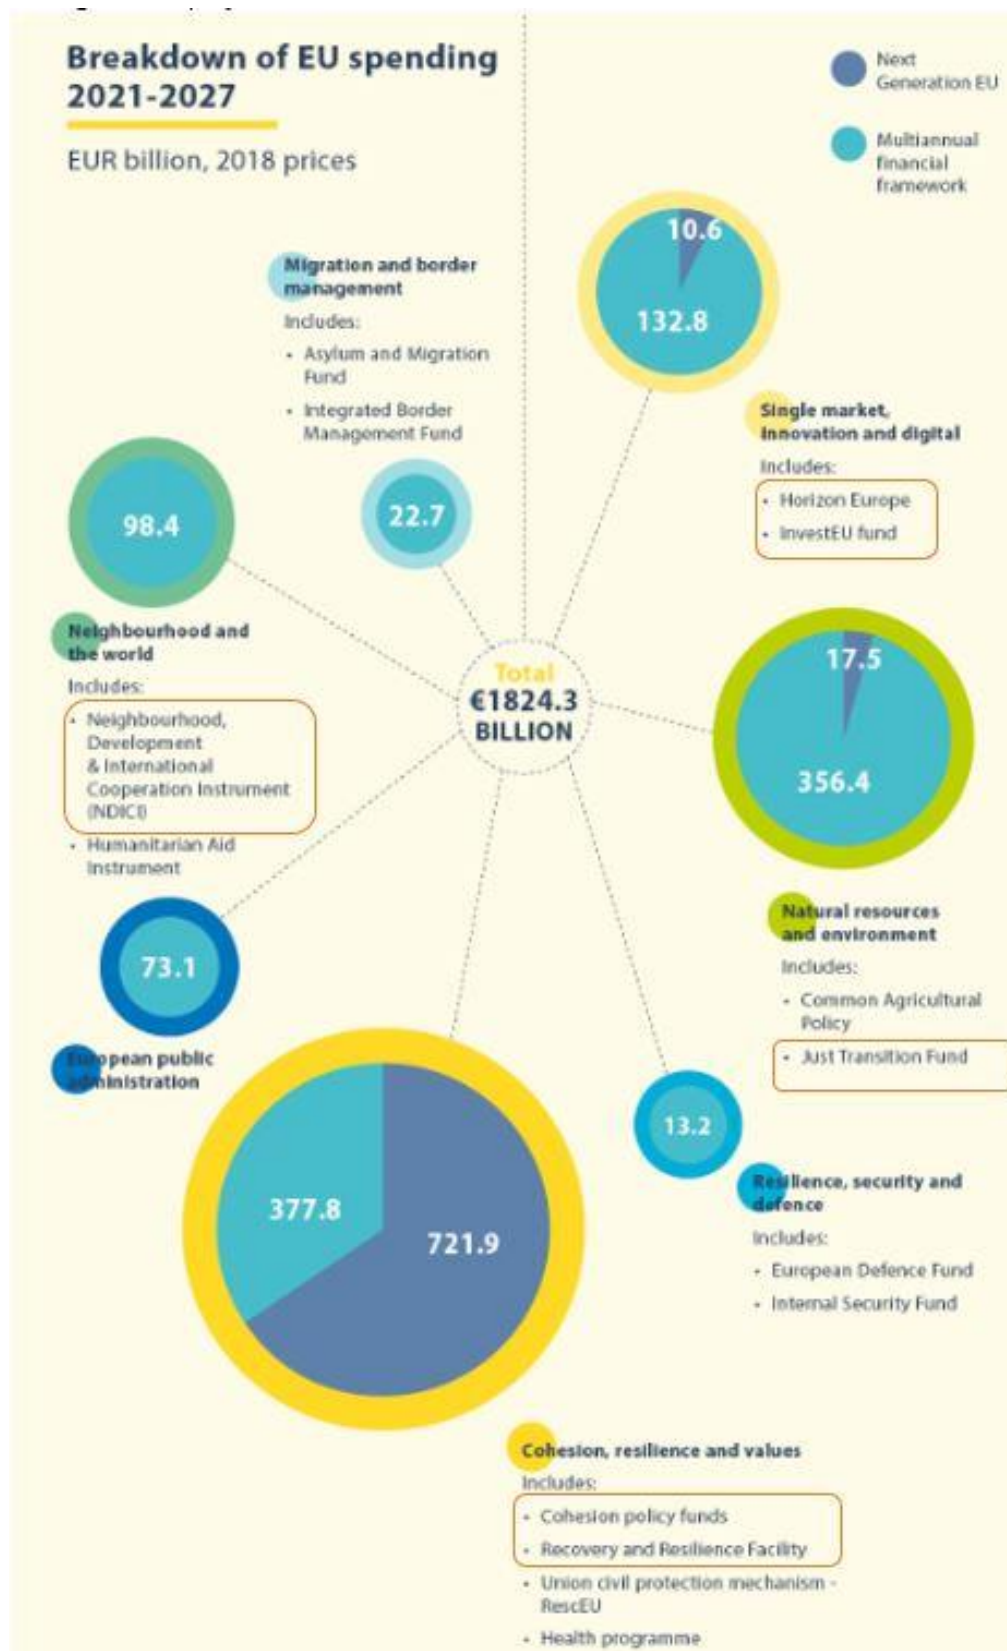 Breakdown of EU spending
2021-2027
EUR billion, 2018 prices
Next
Generation EU
Multiannual
financial
framework
10.6
132.8
Single market,
innovation and digital
Includes:
• Horizon Europe
• InvestEU fund
Migration and border
management
Includes:
• Asylum and Migration
Fund
• Integrated Border
Management Fund
22.7
98.4
Neighbourhood and
the world
Includes:
• Neighbourhood,
Development
& International
Cooperation Instrument
(NDICI)
• Humanitarian Aid
Instrument
Total
€1824.3
BILLION
17.5
356.4
Natural resources
and environment
Includes:
• Common Agricultural
Policy
• Just Transition Fund
73.1
European public
administration
13.2
Resilience, security and
defence
Includes:
• European Defence Fund
• Internal Security Fund
377.8
721.9
Cohesion, resilience and values
Includes:
• Cohesion policy funds
• Recovery and Resilience Facility
• Union civil protection mechanism -
RescEU
• Health programme